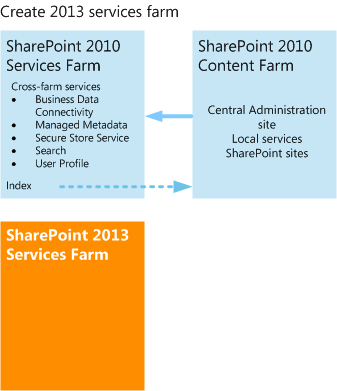 Create 2013 services farm
SharePoint 2010
Services Farm
Cross-farm services
• Business Data
Connectivity
• Managed Metadata
• Secure Store Service
• Search
• User Profile
Index
SharePoint 2010
Content Farm
Central Administration
site
Local services
SharePoint sites
SharePoint 2013
Services Farm